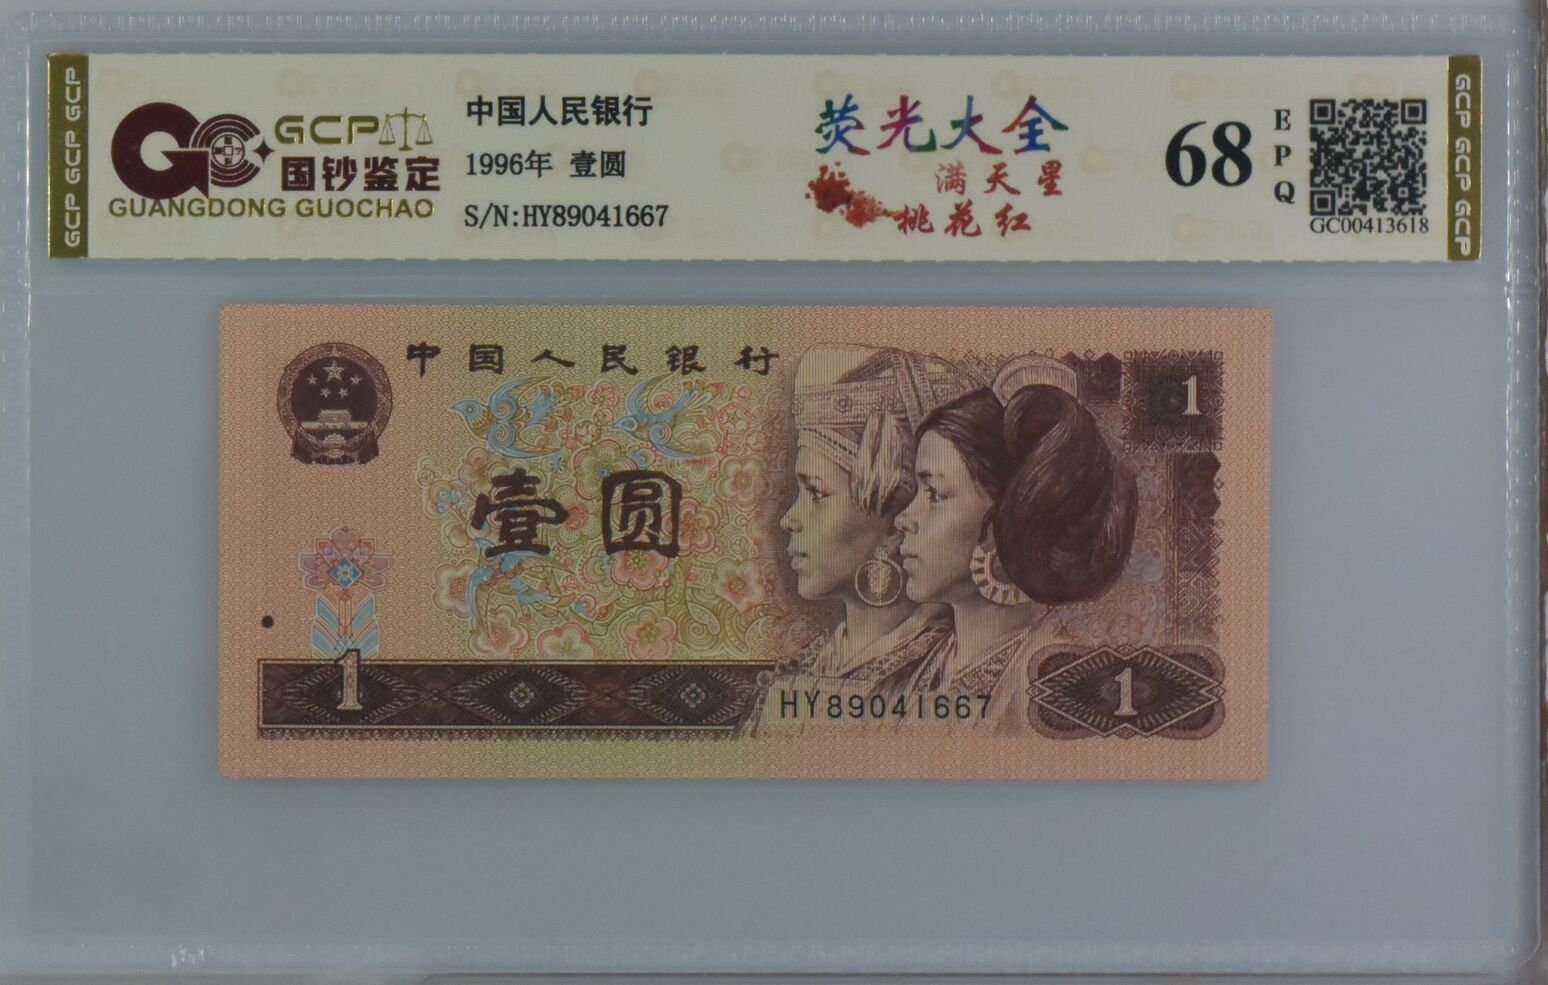 GCP GCP GCP
GCP
国钞鉴定
GUANGDONG GUOCHAO
中国人民银行
1996年 壹圆
S/N:HY89041667
荧光大全
满天星
桃花红
68
EPQ
GC00413618
GCP GCP GCP
中国人民银行
1
壹圆
1
HY89041667
1